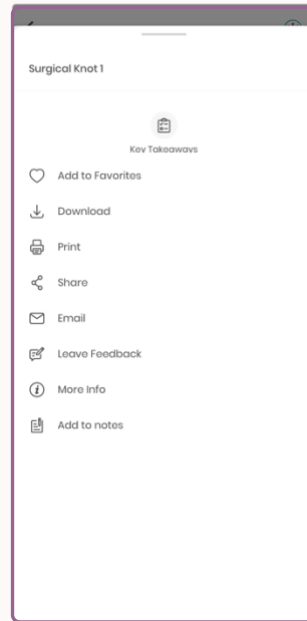 Surgical Knot 1
Key Takeaways
Add to Favorites
Download
Print
Share
Email
Leave Feedback
More Info
Add to notes